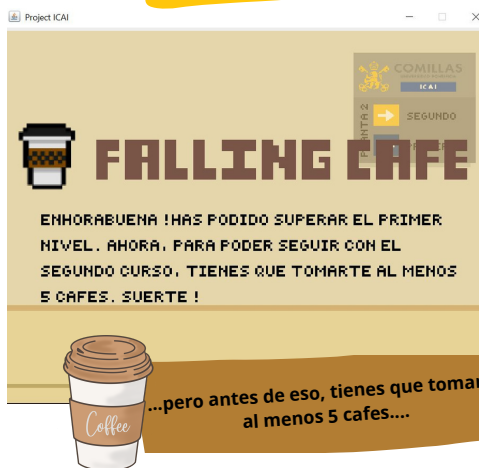 Project ICAI
COMILLAS
ICAI
PLANTA 2
SEGUNDO
FALLING CAFE
ENHORABUENA !HAS PODIDO SUPERAR EL PRIMER
NIVEL. AHORA, PARA PODER SEGUIR CON EL
SEGUNDO CURSO, TIENES QUE TOMARTE AL MENOS
5 CAFES. SUERTE !
...pero antes de eso, tienes que tomar
al menos 5 cafes....
Coffee